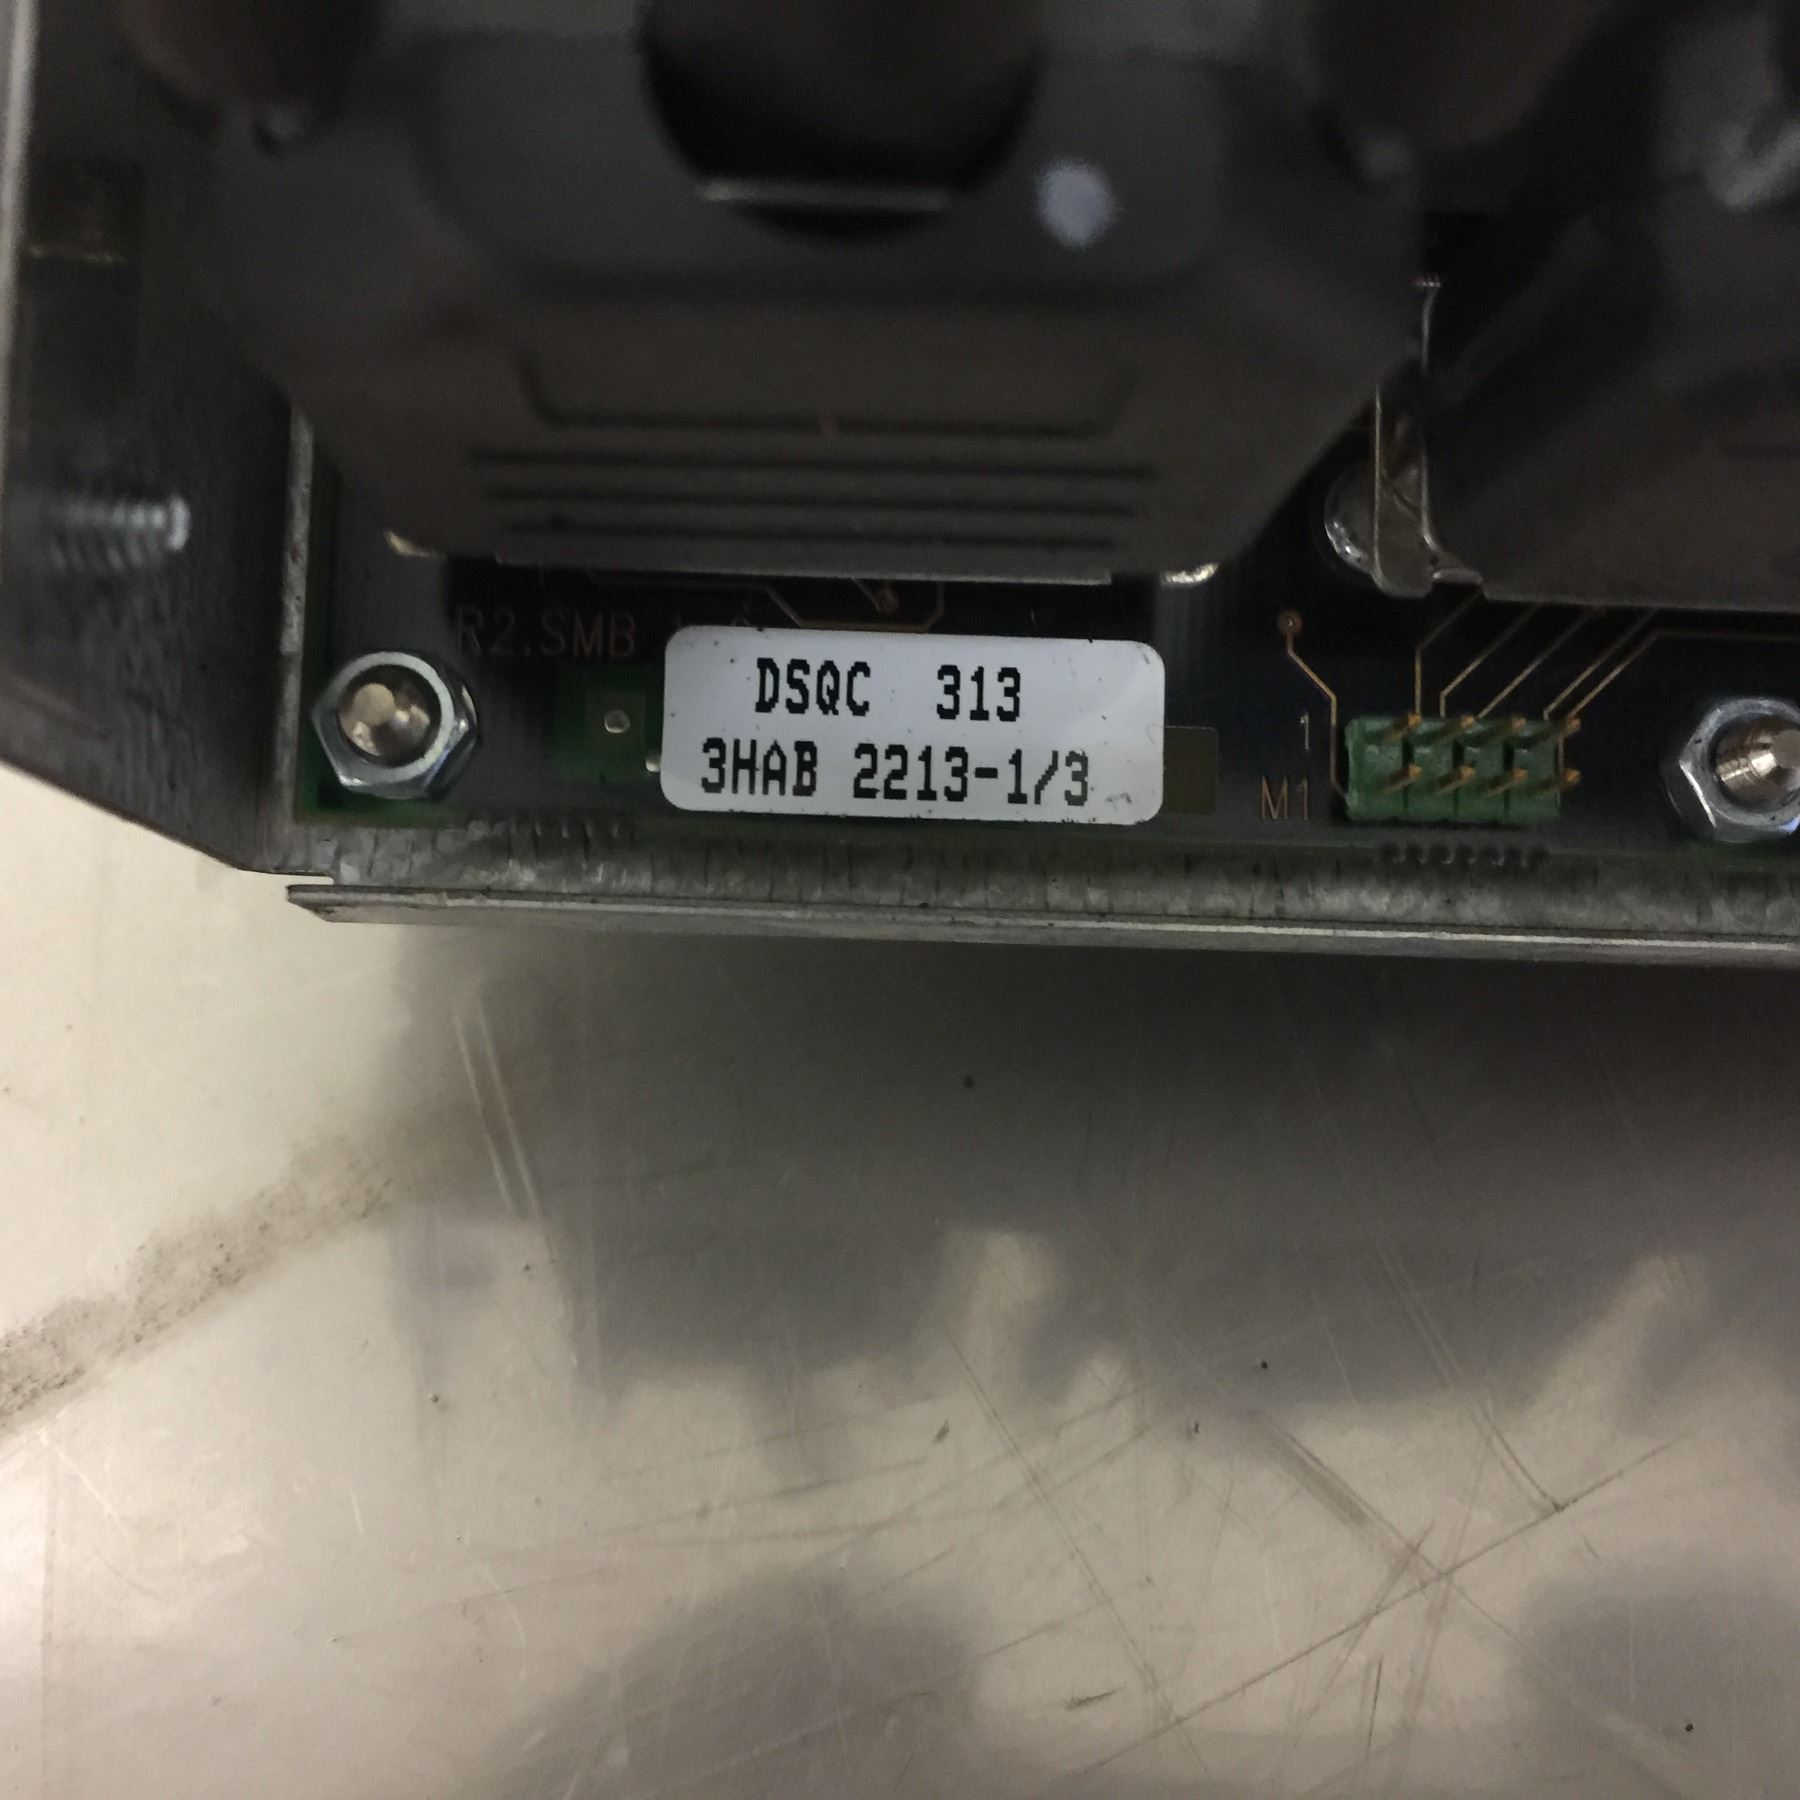 R2.SMB
DSQC 313
3HAB 2213-1/3
1
M1